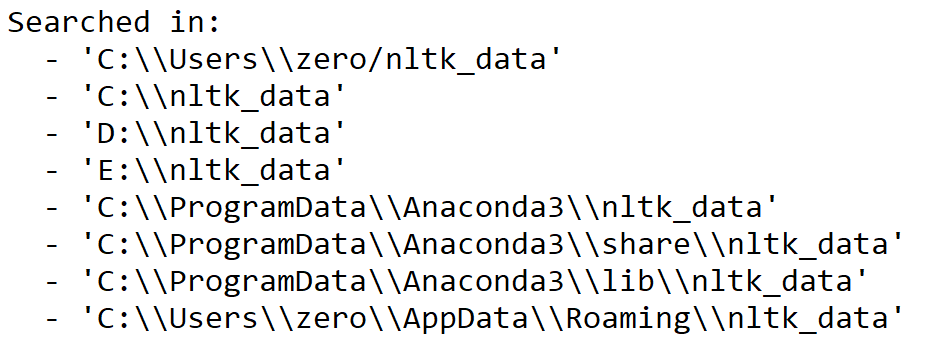 Searched in:
  - 'C:\\Users\\zero/nltk_data'
  - 'C:\\nltk_data'
  - 'D:\\nltk_data'
  - 'E:\\nltk_data'
  - 'C:\\ProgramData\\Anaconda3\\nltk_data'
  - 'C:\\ProgramData\\Anaconda3\\share\\nltk_data'
  - 'C:\\ProgramData\\Anaconda3\\lib\\nltk_data'
  - 'C:\\Users\\zero\\AppData\\Roaming\\nltk_data'